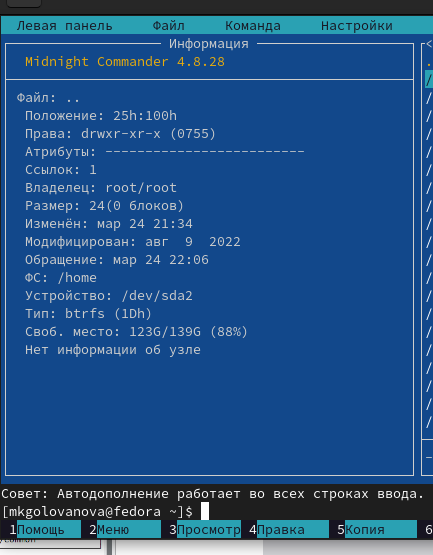 Левая панель Файл Команда Настройки
Информация
Midnight Commander 4.8.28
Файл: ..
Положение: 25h:100h
Права: drwxr-xr-x (0755)
Атрибуты: -------------------------
Ссылок: 1
Владелец: root/root
Размер: 24(0 блоков)
Изменён: мар 24 21:34
Модифицирован: авг  9  2022
Обращение: мар 24 22:06
ФС: /home
Устройство: /dev/sda2
Тип: btrfs (1Dh)
Своб. место: 123G/139G (88%)
Нет информации об узле
Совет: Автодополнение работает во всех строках ввода.
[mkgolovanova@fedora ~]$
1Помощь 2Меню 3Просмотр 4Правка 5Копия 6